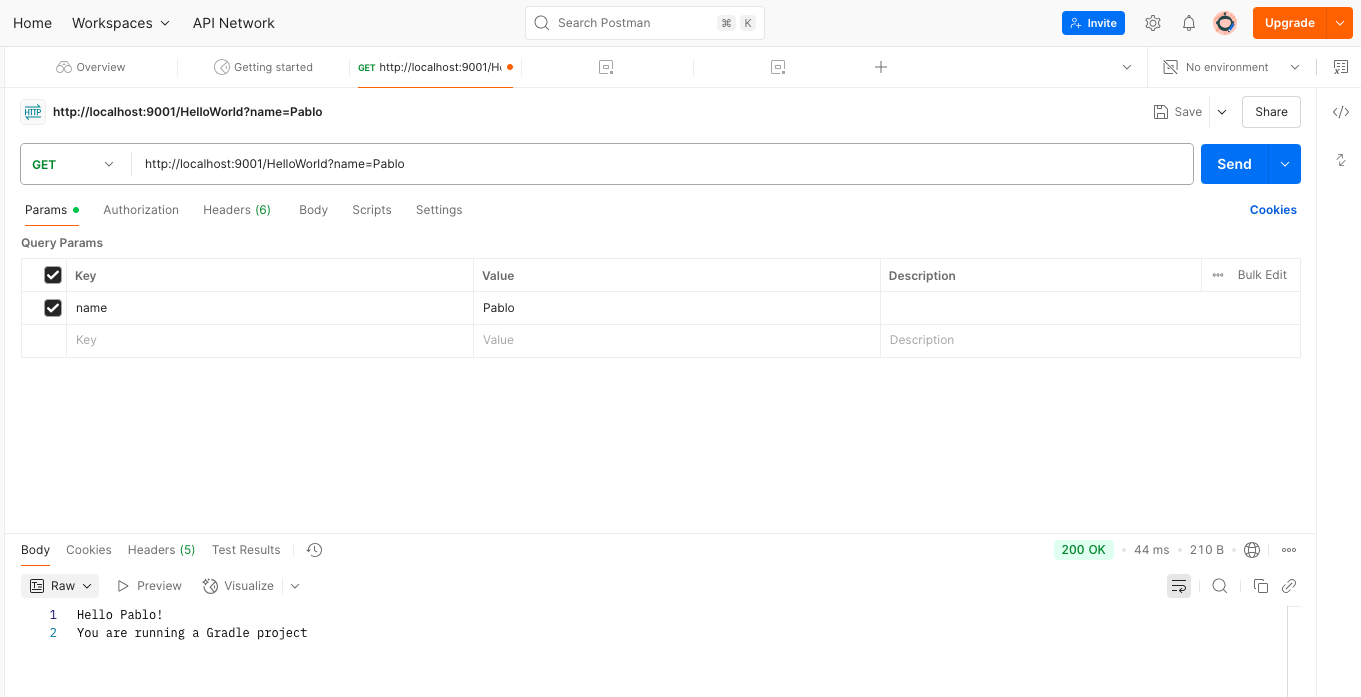 Home Workspaces API Network Search Postman ⌘ K Invite Upgrade
Overview Getting started GET http://localhost:9001/He No environment
HTTP http://localhost:9001/HelloWorld?name=Pablo Save Share
GET http://localhost:9001/HelloWorld?name=Pablo Send
Params Authorization Headers (6) Body Scripts Settings Cookies
Query Params
Key Value Description Bulk Edit
name Pablo
Key Value Description
Body Cookies Headers (5) Test Results 200 OK 44 ms 210 B
Raw Preview Visualize
1 Hello Pablo!
2 You are running a Gradle project